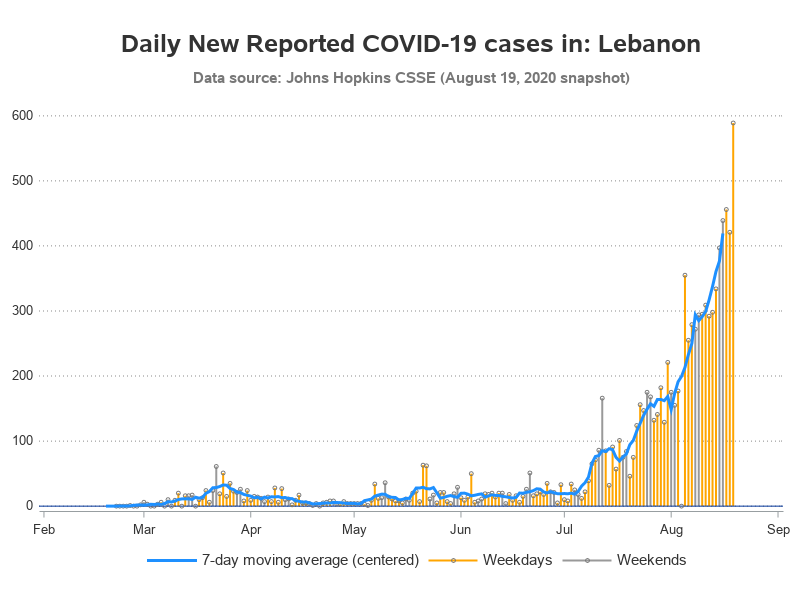 Daily New Reported COVID-19 cases in: Lebanon
Data source: Johns Hopkins CSSE (August 19, 2020 snapshot)
600
500
400
300
200
100
0
Feb Mar Apr May Jun Jul Aug Sep
7-day moving average (centered) Weekdays Weekends